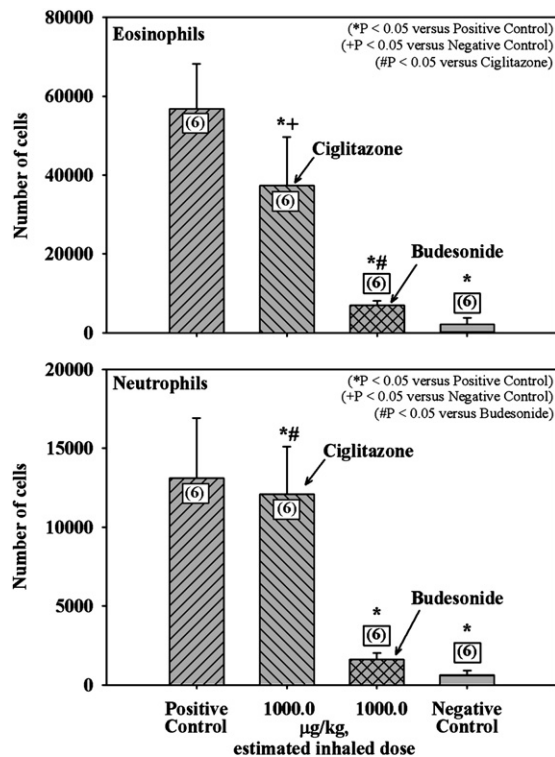 80000
Eosinophils
(*P < 0.05 versus Positive Control)
(+P < 0.05 versus Negative Control)
(#P < 0.05 versus Ciglitazone)
60000
(6)
*+
Ciglitazone
Number of cells
40000
(6)
Budesonide
20000
*#
(6)
*
(6)
0
20000
Neutrophils
(*P < 0.05 versus Positive Control)
(+P < 0.05 versus Negative Control)
(#P < 0.05 versus Budesonide)
15000
*#
Ciglitazone
(6)
(6)
Number of cells
10000
5000
Budesonide
*
(6)
*
(6)
0
Positive Control
1000.0
1000.0
Negative Control
µg/kg,
estimated inhaled dose